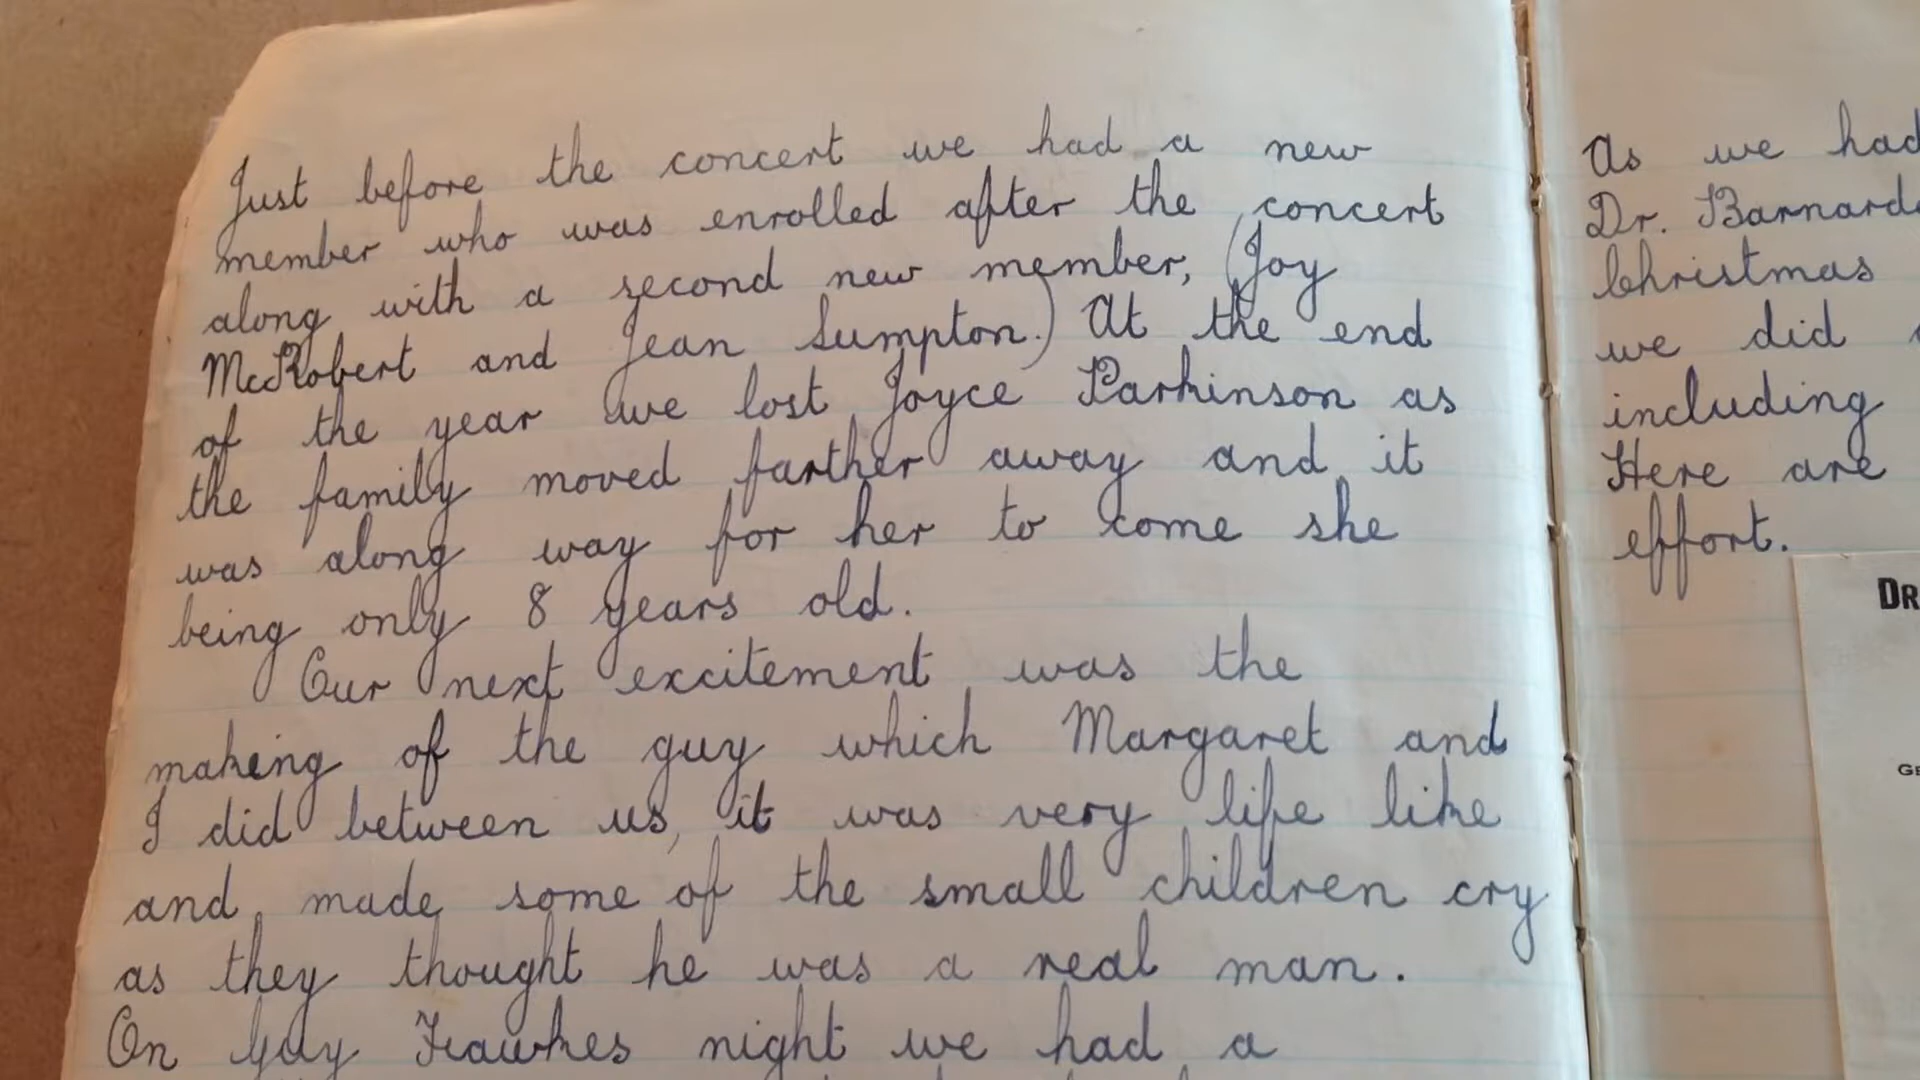 Just before the concert we had a new
member who was enrolled after the concert
along with a second new member, (Joy
McRobert and Jean Sumpton.) At the end
of the year we lost Joyce Parkinson as
the family moved farther away and it
was along way for her to come she
being only 8 years old.
Our next excitement was the
making of the guy which Margaret and
I did between us, it was very life like
and made some of the small children cry
as they thought he was a real man.
On Guy Fawkes night we had a
As we had
Dr. Barnardo
Christmas
we did
including
Here are
effort.
DR
GE